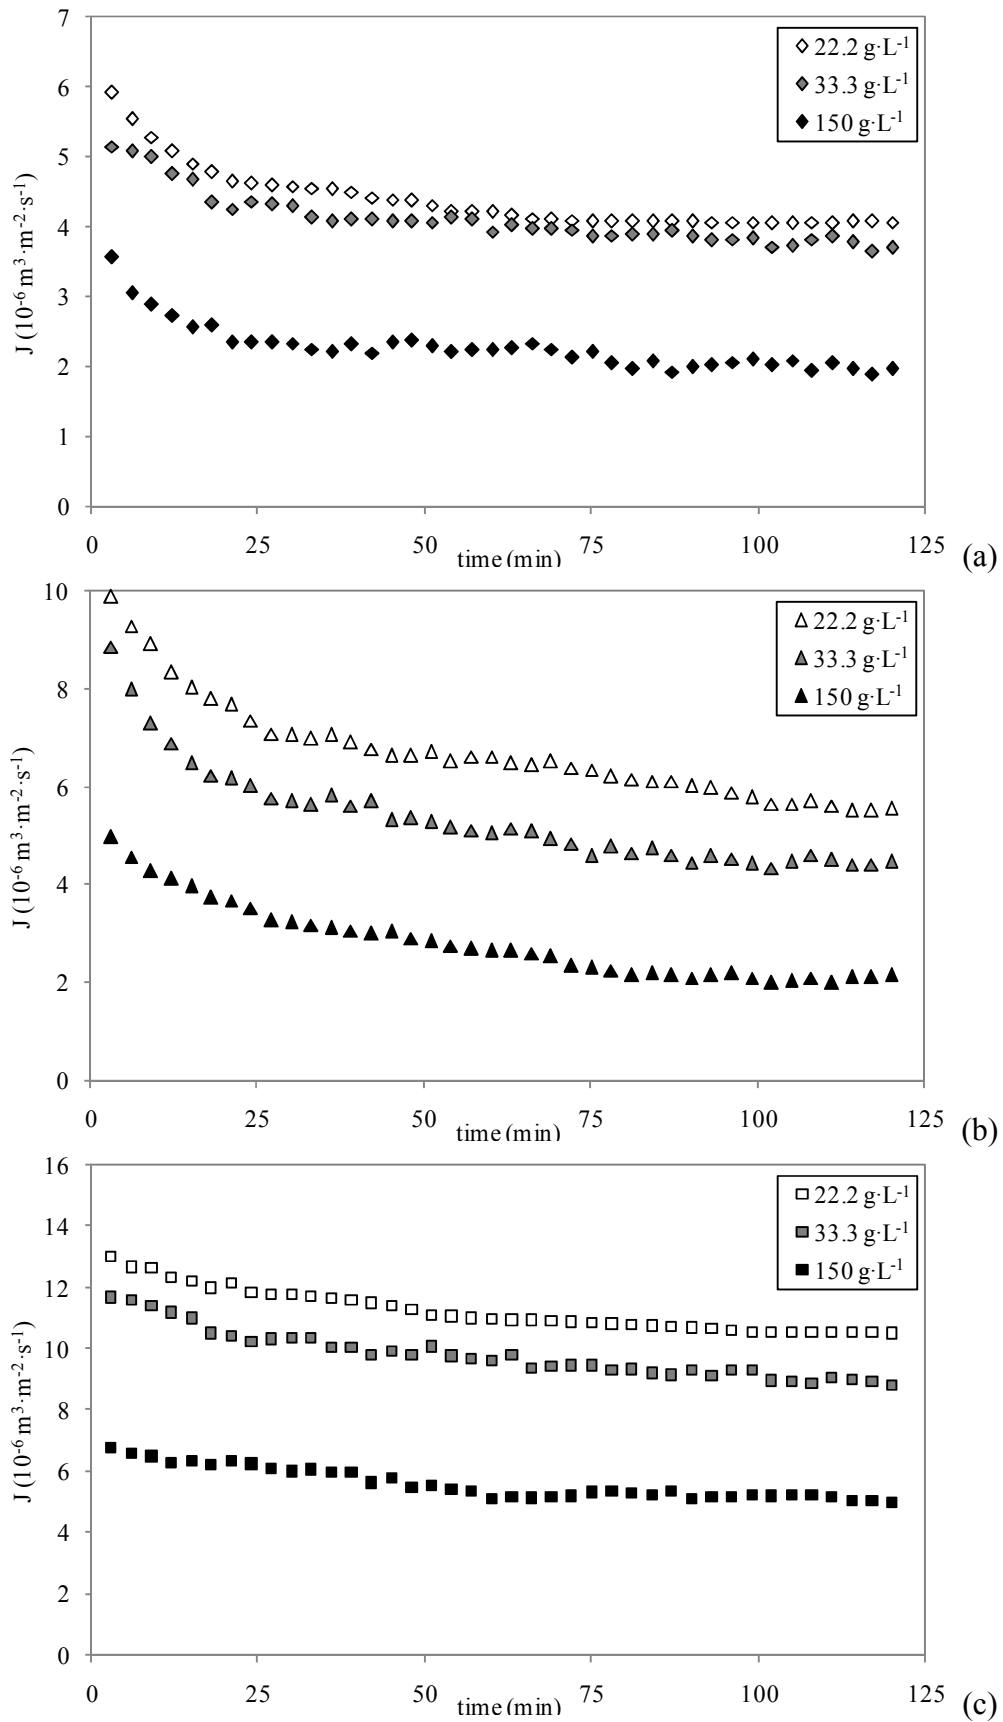 7
6
5
4
3
2
1
0
J (10⁻⁶ m³·m⁻²·s⁻¹)
22.2 g·L⁻¹
33.3 g·L⁻¹
150 g·L⁻¹
0 25 50 75 100 125
time (min)
(a)
10
8
6
4
2
0
J (10⁻⁶ m³·m⁻²·s⁻¹)
22.2 g·L⁻¹
33.3 g·L⁻¹
150 g·L⁻¹
0 25 50 75 100 125
time (min)
(b)
16
14
12
10
8
6
4
2
0
J (10⁻⁶ m³·m⁻²·s⁻¹)
22.2 g·L⁻¹
33.3 g·L⁻¹
150 g·L⁻¹
0 25 50 75 100 125
time (min)
(c)